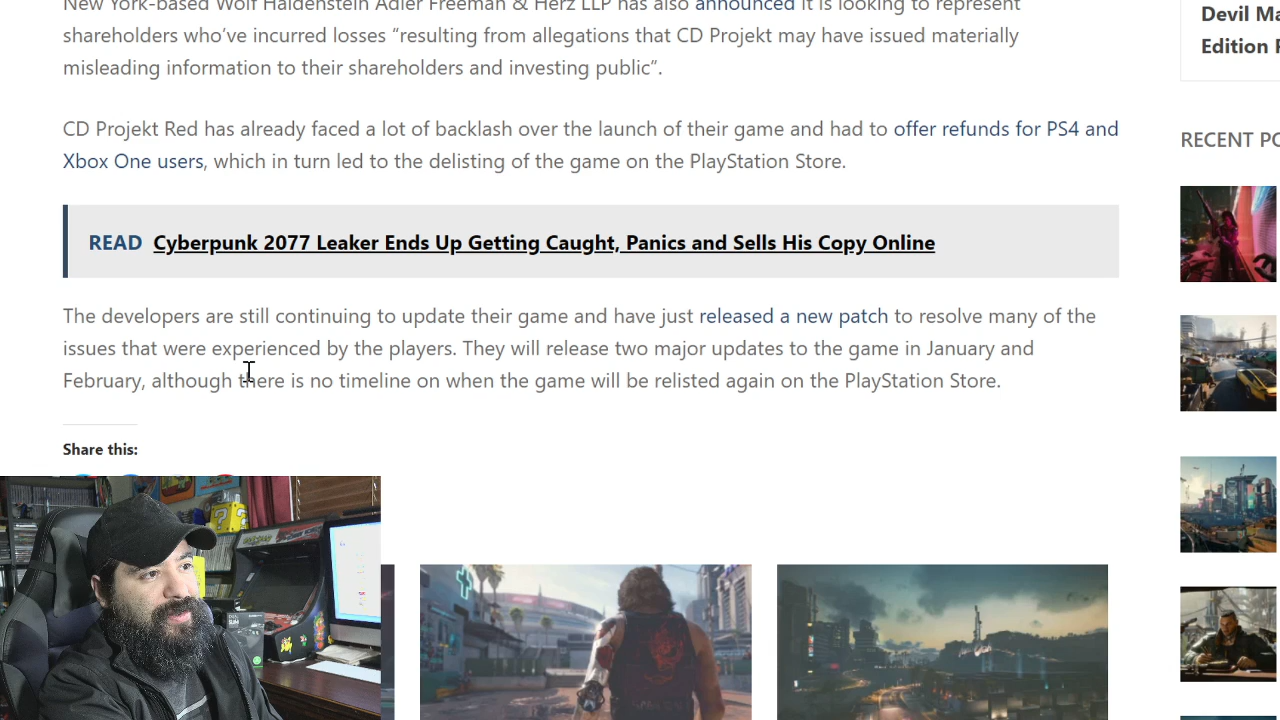 New York-based Wolf Haldenstein Adler Freeman & Herz LLP has also announced it is looking to represent
shareholders who've incurred losses “resulting from allegations that CD Projekt may have issued materially
misleading information to their shareholders and investing public”.
CD Projekt Red has already faced a lot of backlash over the launch of their game and had to offer refunds for PS4 and
Xbox One users, which in turn led to the delisting of the game on the PlayStation Store.
READ Cyberpunk 2077 Leaker Ends Up Getting Caught, Panics and Sells His Copy Online
The developers are still continuing to update their game and have just released a new patch to resolve many of the
issues that were experienced by the players. They will release two major updates to the game in January and
February, although there is no timeline on when the game will be relisted again on the PlayStation Store.
Share this:
Devil
Edition
RECENT